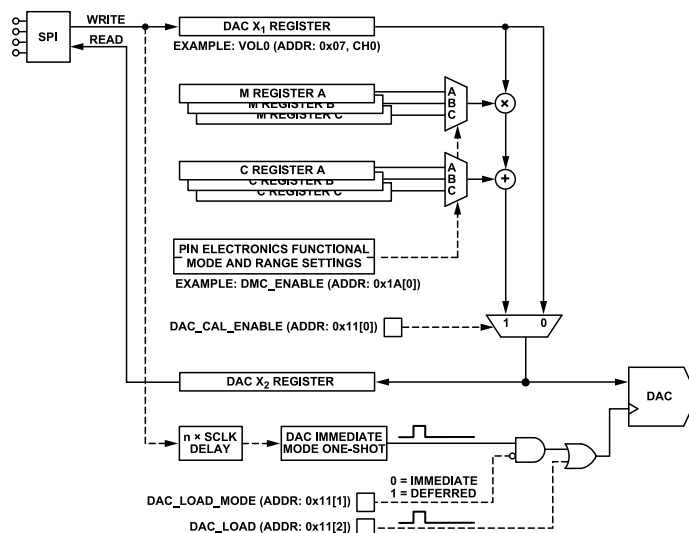 SPI
WRITE
READ
DAC X1 REGISTER
EXAMPLE: VOL0 (ADDR: 0x07, CH0)
M REGISTER A
M REGISTER B
M REGISTER C
A
B
C
×
C REGISTER A
C REGISTER B
C REGISTER C
A
B
C
+
PIN ELECTRONICS FUNCTIONAL
MODE AND RANGE SETTINGS
EXAMPLE: DMC_ENABLE (ADDR: 0x1A[0])
1 0
DAC_CAL_ENABLE (ADDR: 0x11[0])
DAC X2 REGISTER
DAC
n × SCLK
DELAY
DAC IMMEDIATE
MODE ONE-SHOT
0 = IMMEDIATE
1 = DEFERRED
DAC_LOAD_MODE (ADDR: 0x11[1])
DAC_LOAD (ADDR: 0x11[2])